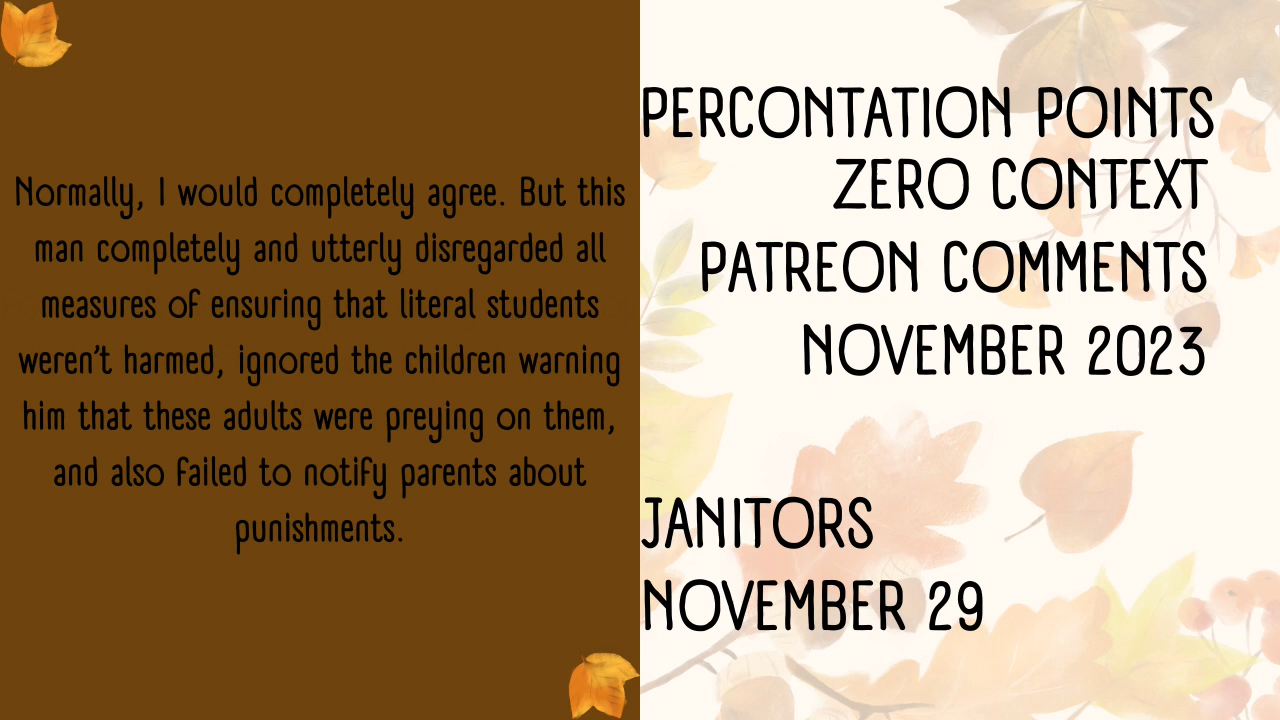 Normally, I would completely agree. But this
man completely and utterly disregarded all
measures of ensuring that literal students
weren't harmed, ignored the children warning
him that these adults were preying on them,
and also failed to notify parents about
punishments.
PERCONTATION POINTS
ZERO CONTEXT
PATREON COMMENTS
NOVEMBER 2023
JANITORS
NOVEMBER 29